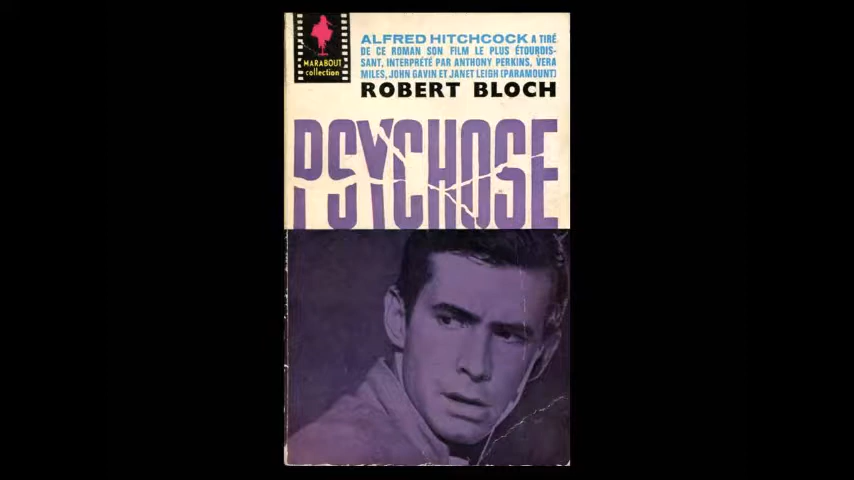 MARABOUT
collection
ALFRED HITCHCOCK A TIRÉ
DE CE ROMAN SON FILM LE PLUS ÉTOURDIS-
SANT, INTERPRÉTÉ PAR ANTHONY PERKINS, VERA
MILES, JOHN GAVIN ET JANET LEIGH (PARAMOUNT)
ROBERT BLOCH
PSYCHOSE